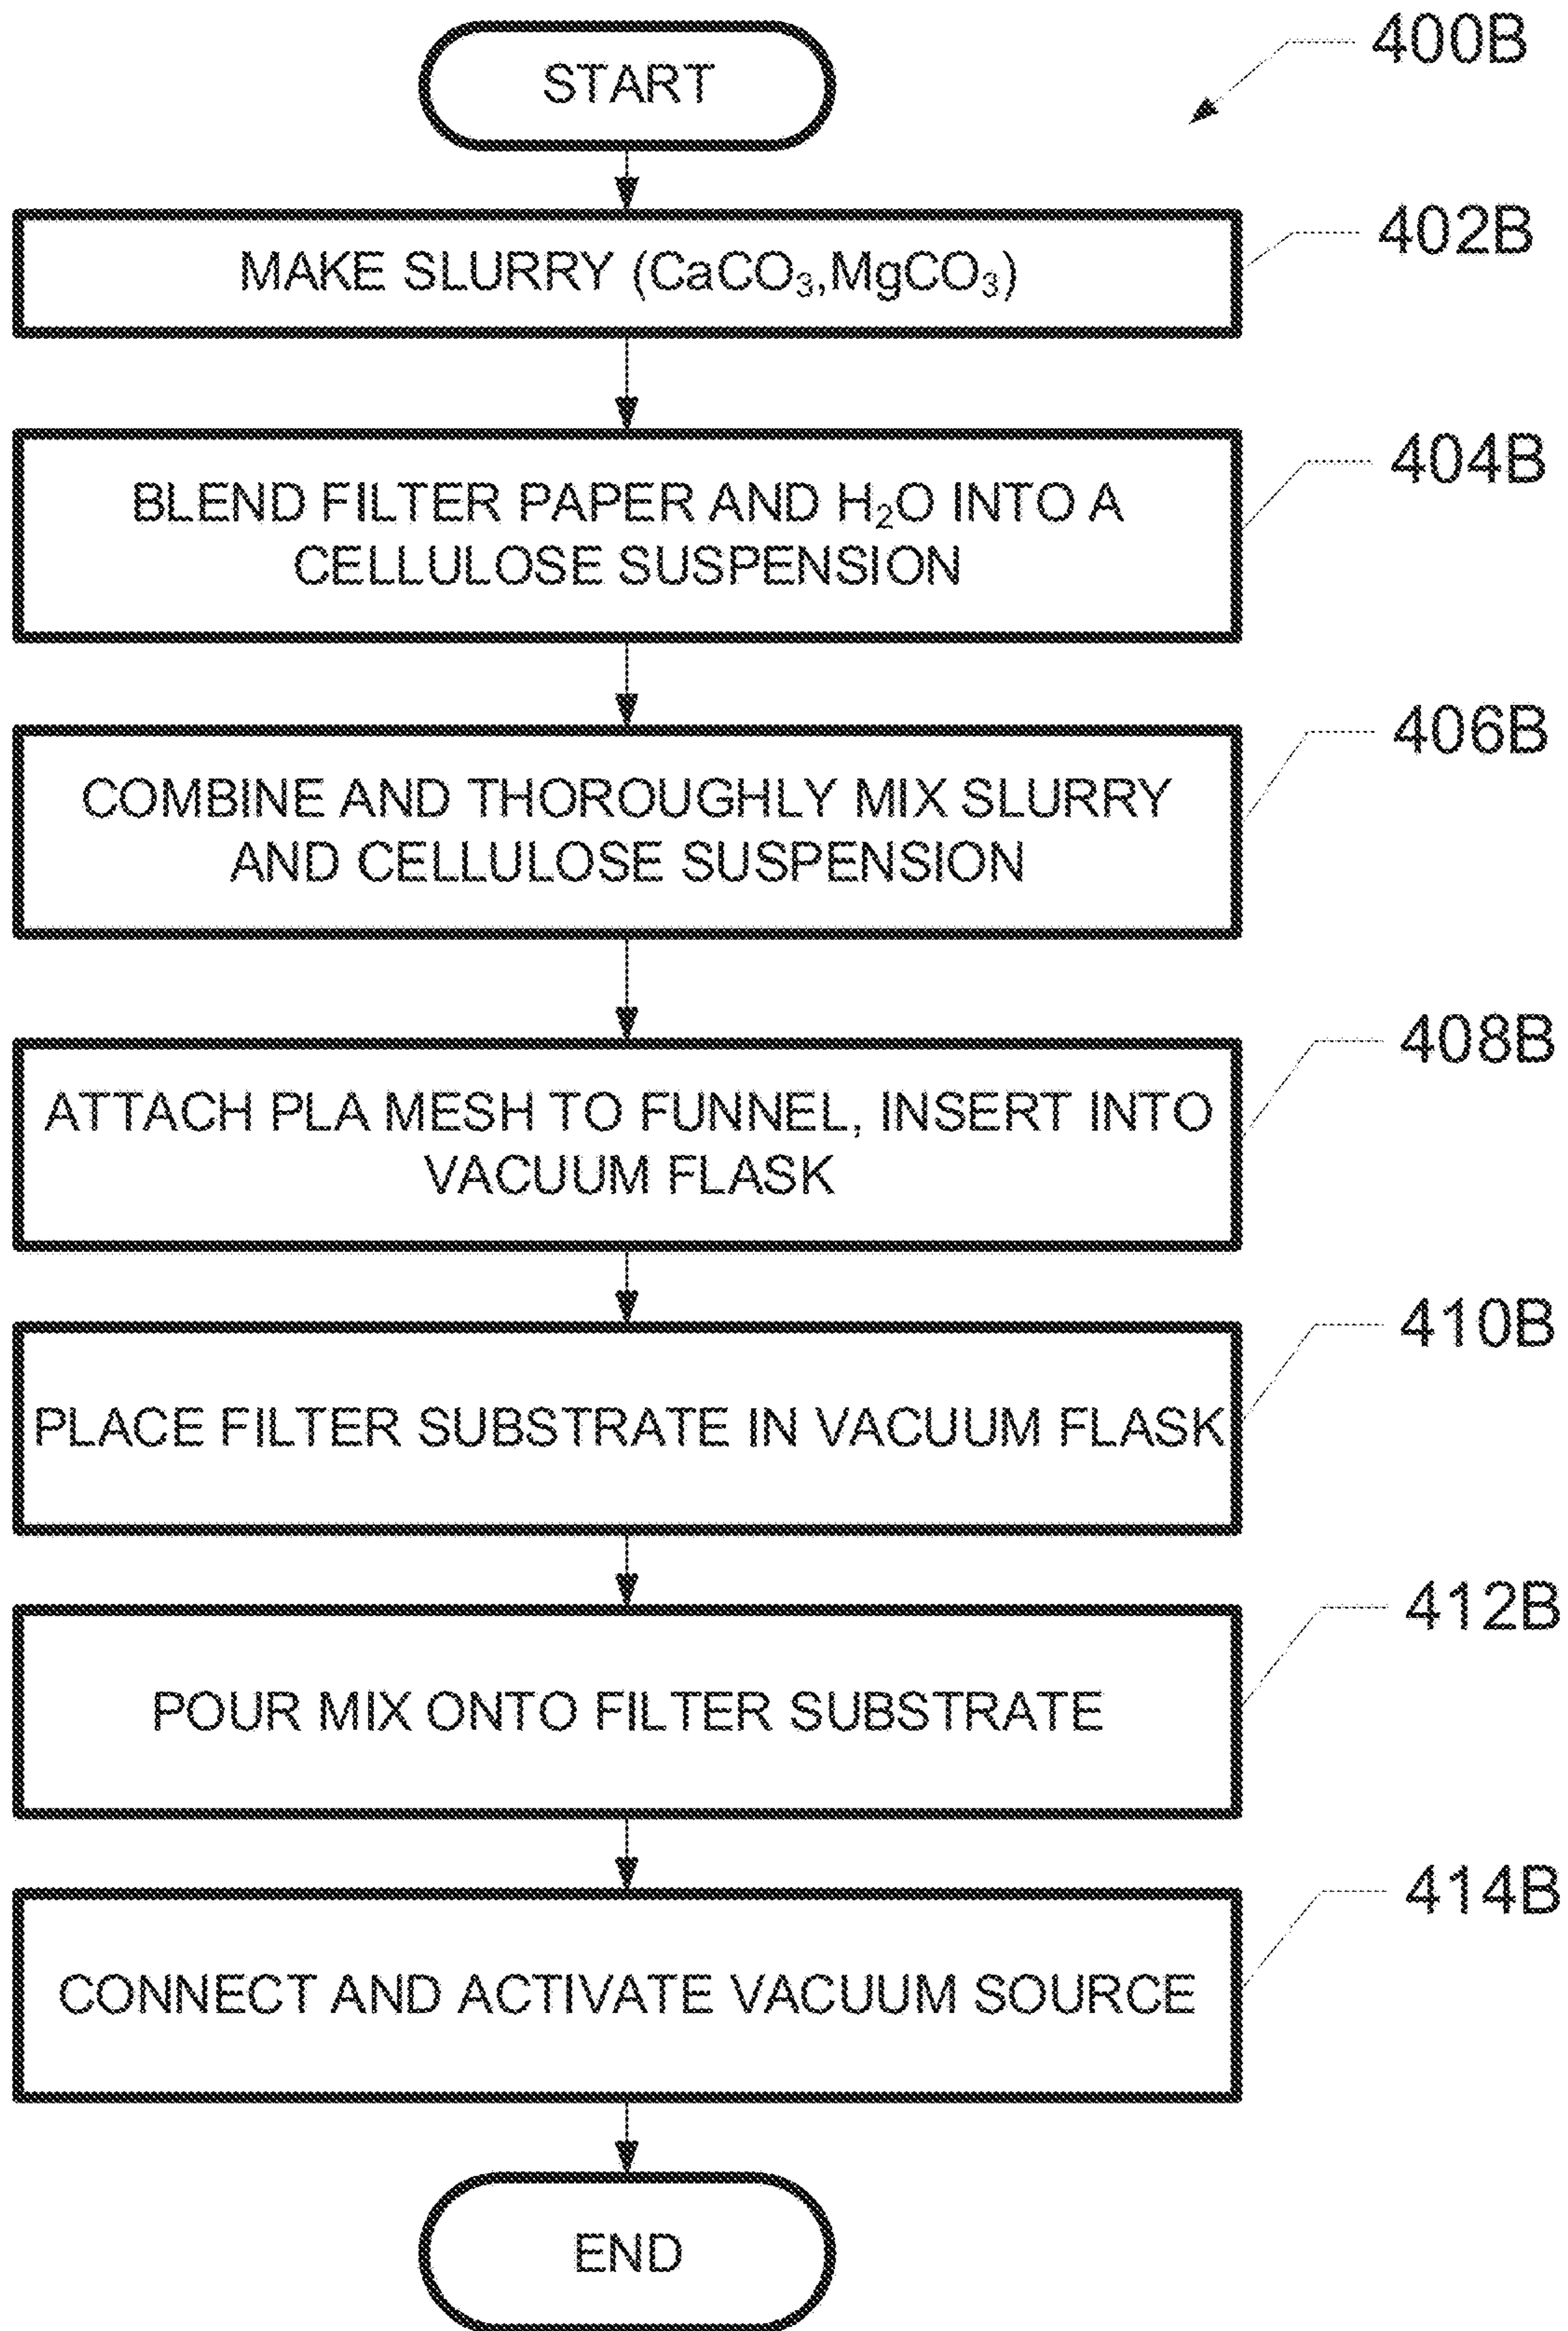 START
400B
MAKE SLURRY (CaCO₃,MgCO₃)
402B
BLEND FILTER PAPER AND H₂O INTO A
CELLULOSE SUSPENSION
404B
COMBINE AND THOROUGHLY MIX SLURRY
AND CELLULOSE SUSPENSION
406B
ATTACH PLA MESH TO FUNNEL, INSERT INTO
VACUUM FLASK
408B
PLACE FILTER SUBSTRATE IN VACUUM FLASK
410B
POUR MIX ONTO FILTER SUBSTRATE
412B
CONNECT AND ACTIVATE VACUUM SOURCE
414B
END